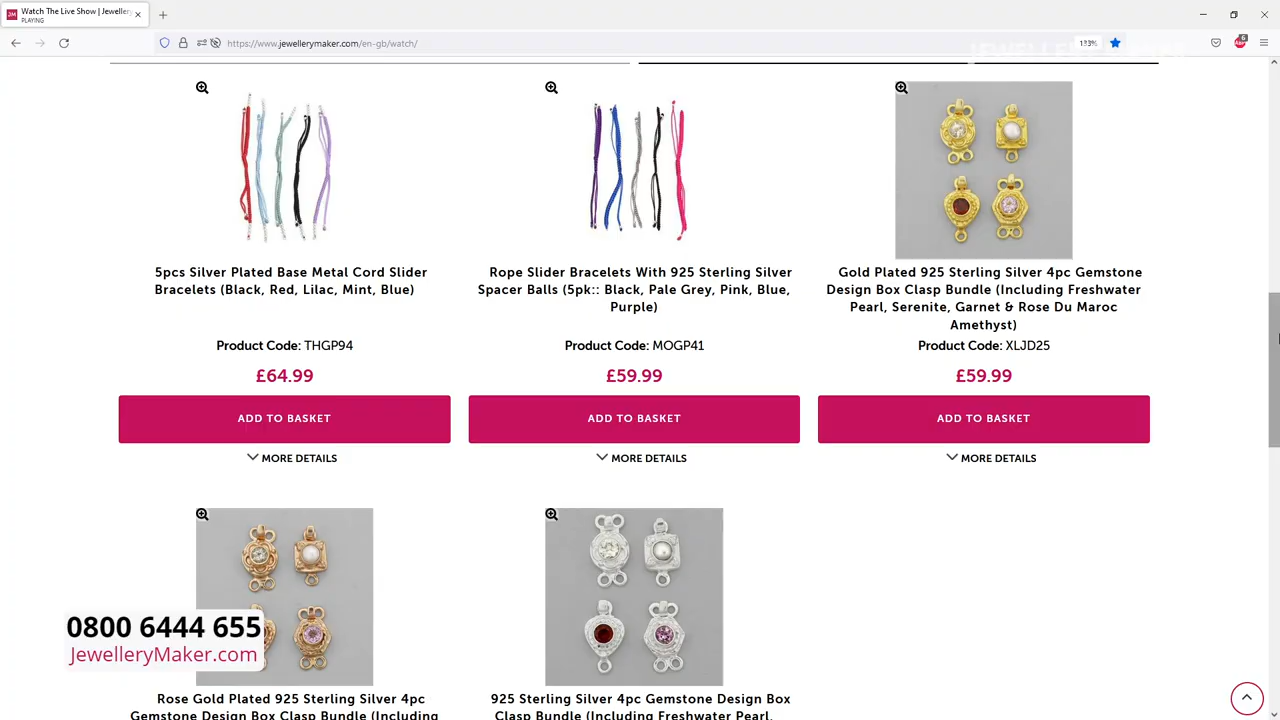 Watch The Live Show | Jeweller
PLAYING
https://www.jewellerymaker.com/en-gb/watch/
133%
6
5pcs Silver Plated Base Metal Cord Slider
Bracelets (Black, Red, Lilac, Mint, Blue)
Product Code: THGP94
£64.99
ADD TO BASKET
MORE DETAILS
Rope Slider Bracelets With 925 Sterling Silver
Spacer Balls (5pk:: Black, Pale Grey, Pink, Blue,
Purple)
Product Code: MOGP41
£59.99
ADD TO BASKET
MORE DETAILS
Gold Plated 925 Sterling Silver 4pc Gemstone
Design Box Clasp Bundle (Including Freshwater
Pearl, Serenite, Garnet & Rose Du Maroc
Amethyst)
Product Code: XLJD25
£59.99
ADD TO BASKET
MORE DETAILS
0800 6444 655
JewelleryMaker.com
Rose Gold Plated 925 Sterling Silver 4pc
Gemstone Design Box Clasp Bundle (Including
925 Sterling Silver 4pc Gemstone Design Box
Clasp Bundle (Including Freshwater Pearl,